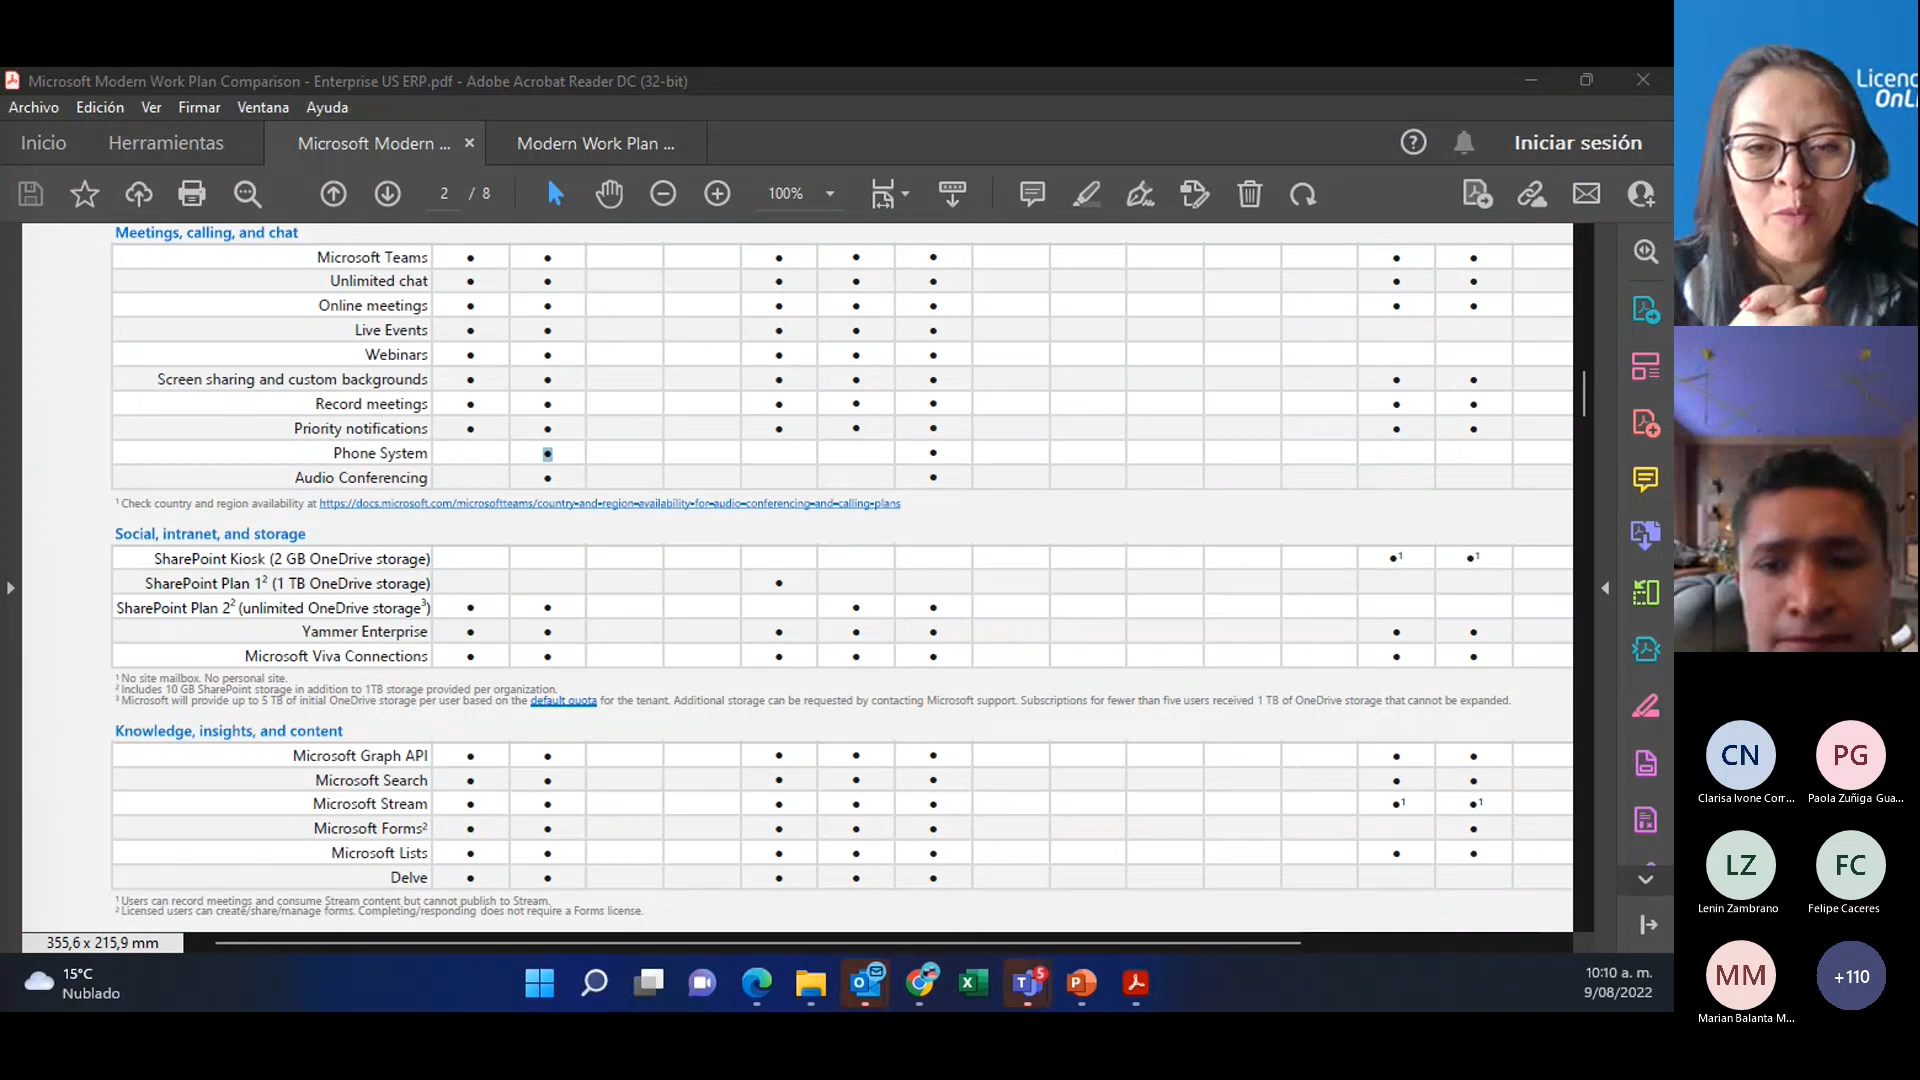 Microsoft Modern Work Plan Comparison - Enterprise US ERP.pdf - Adobe Acrobat Reader DC (32-bit)
Archivo Edición Ver Firmar Ventana Ayuda
Inicio Herramientas Microsoft Modern ... × Modern Work Plan ... Iniciar sesión
2 / 8 100%
Meetings, calling, and chat
Microsoft Teams ● ● ● ● ● ● ●
Unlimited chat ● ● ● ● ● ● ●
Online meetings ● ● ● ● ● ● ●
Live Events ● ● ● ● ●
Webinars ● ● ● ● ●
Screen sharing and custom backgrounds ● ● ● ● ● ● ●
Record meetings ● ● ● ● ● ● ●
Priority notifications ● ● ● ● ● ● ●
Phone System ● ●
Audio Conferencing ● ●
¹ Check country and region availability at https://docs.microsoft.com/microsoftteams/country-and-region-availability-for-audio-conferencing-and-calling-plans
Social, intranet, and storage
SharePoint Kiosk (2 GB OneDrive storage) ●¹ ●¹
SharePoint Plan 1² (1 TB OneDrive storage) ●
SharePoint Plan 2² (unlimited OneDrive storage³) ● ● ● ●
Yammer Enterprise ● ● ● ● ● ● ●
Microsoft Viva Connections ● ● ● ● ● ● ●
¹ No site mailbox. No personal site.
² Includes 10 GB SharePoint storage in addition to 1TB storage provided per organization.
³ Microsoft will provide up to 5 TB of initial OneDrive storage per user based on the default quota for the tenant. Additional storage can be requested by contacting Microsoft support. Subscriptions for fewer than five users received 1 TB of OneDrive storage that cannot be expanded.
Knowledge, insights, and content
Microsoft Graph API ● ● ● ● ● ● ●
Microsoft Search ● ● ● ● ● ● ●
Microsoft Stream ● ● ● ● ● ●¹ ●¹
Microsoft Forms² ● ● ● ● ● ●
Microsoft Lists ● ● ● ● ● ● ●
Delve ● ● ● ● ●
¹ Users can record meetings and consume Stream content but cannot publish to Stream.
² Licensed users can create/share/manage forms. Completing/responding does not require a Forms license.
355,6 x 215,9 mm
15°C
Nublado
5
10:10 a. m.
9/08/2022
Licenc
OnL
CN PG
Clarisa Ivone Corr... Paola Zuñiga Gua...
LZ FC
Lenin Zambrano Felipe Caceres
MM +110
Marian Balanta M...